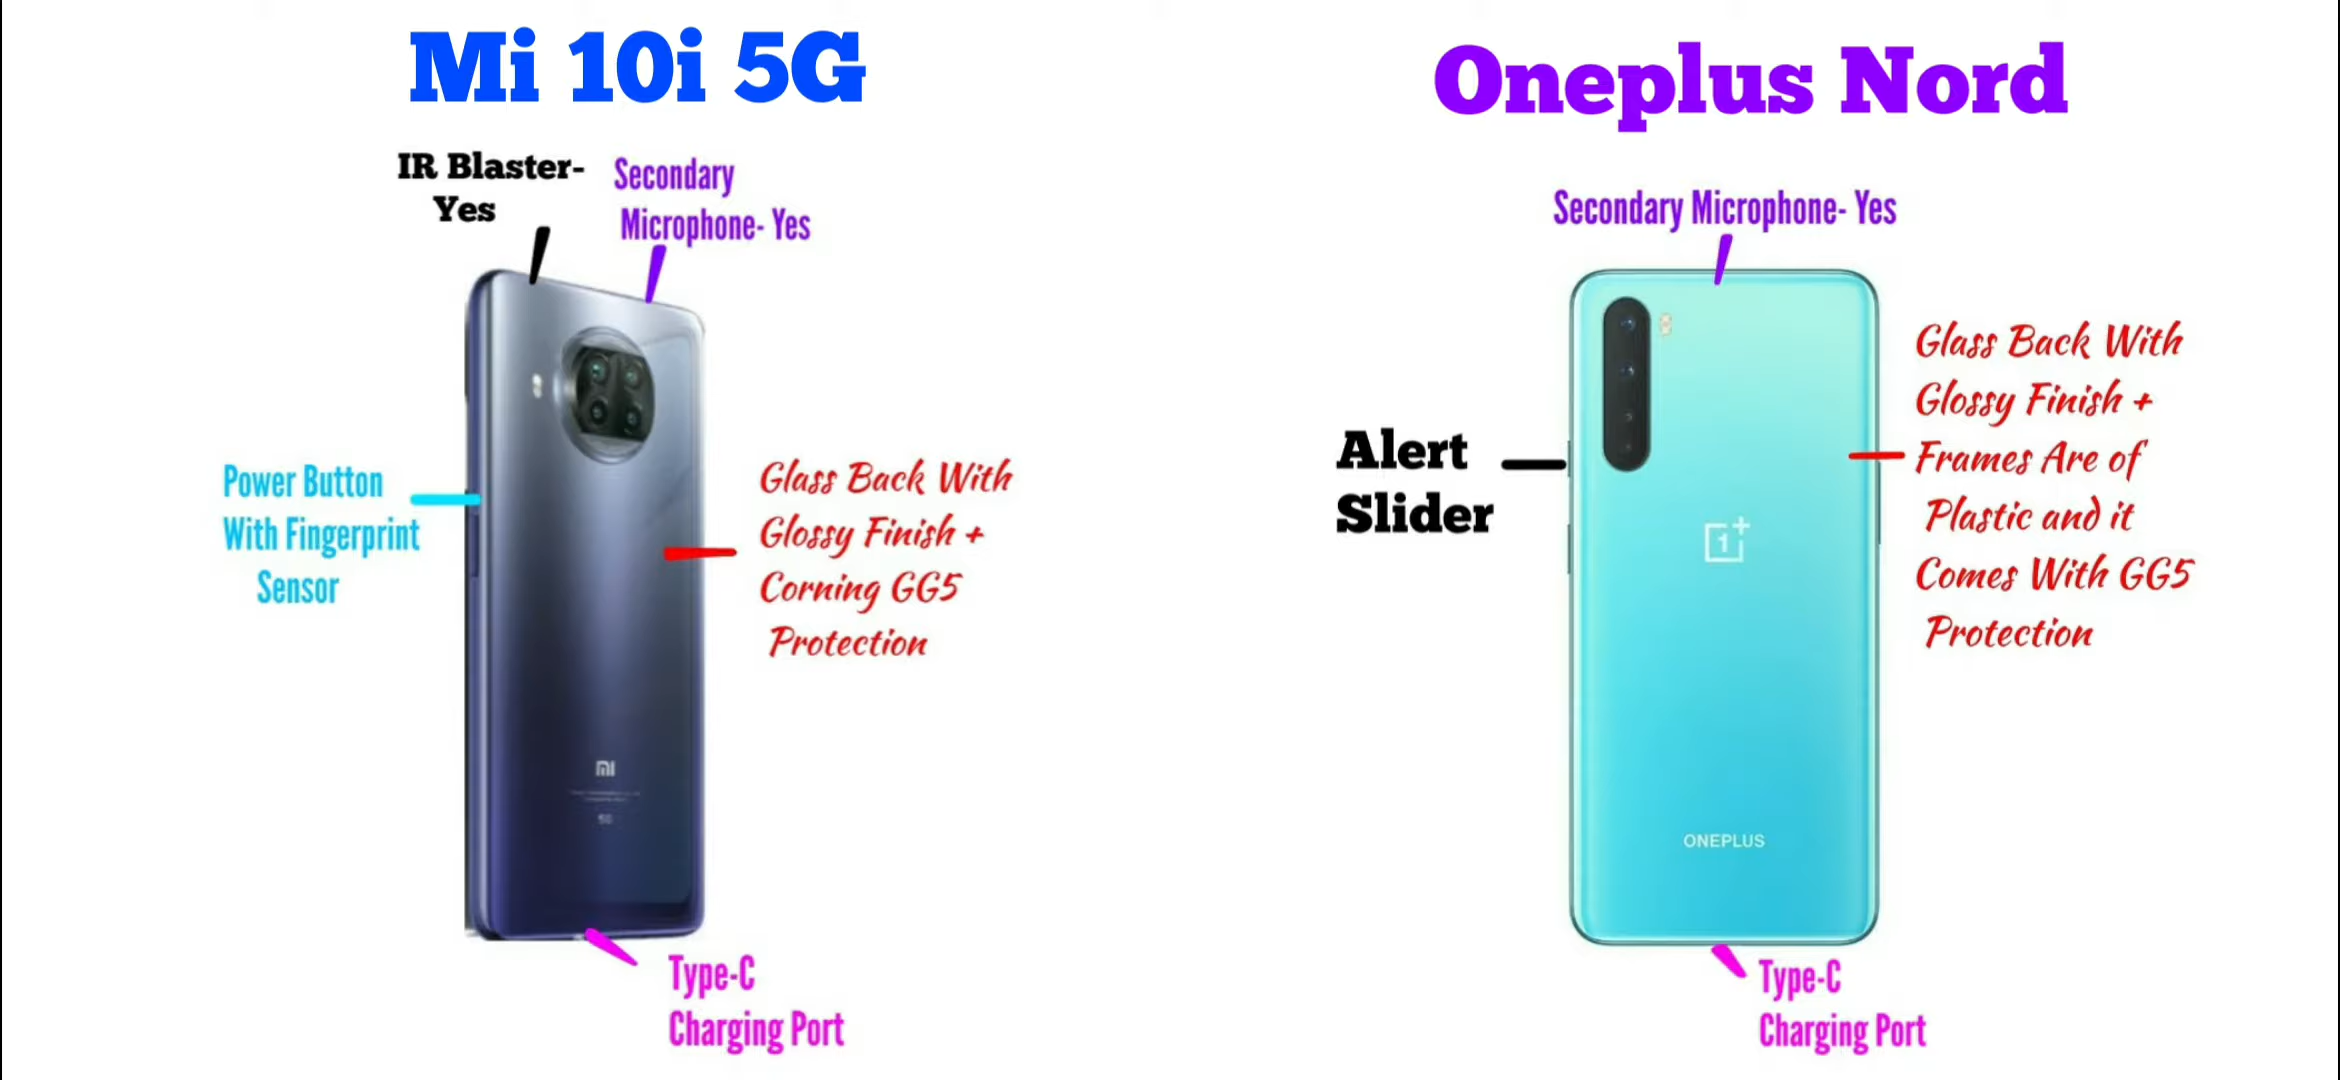 Mi 10i 5G
IR Blaster-
Yes
Secondary
Microphone- Yes
Power Button
With Fingerprint
Sensor
Glass Back With
Glossy Finish +
Corning GG5
Protection
MI
5G
Type-C
Charging Port
Oneplus Nord
Secondary Microphone- Yes
Alert
Slider
Glass Back With
Glossy Finish +
Frames Are of
Plastic and it
Comes With GG5
Protection
1+
ONEPLUS
Type-C
Charging Port